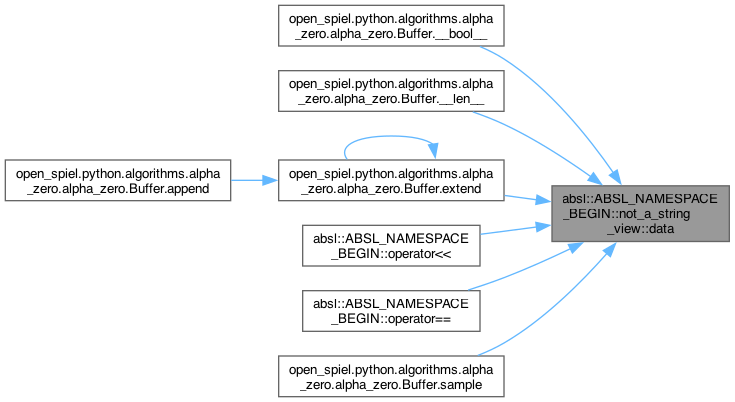 open_spiel.python.algorithms.alpha
_zero.alpha_zero.Buffer.__bool__
open_spiel.python.algorithms.alpha
_zero.alpha_zero.Buffer.__len__
open_spiel.python.algorithms.alpha
_zero.alpha_zero.Buffer.append
open_spiel.python.algorithms.alpha
_zero.alpha_zero.Buffer.extend
absl::ABSL_NAMESPACE
_BEGIN::not_a_string
_view::data
absl::ABSL_NAMESPACE
_BEGIN::operator<<
absl::ABSL_NAMESPACE
_BEGIN::operator==
open_spiel.python.algorithms.alpha
_zero.alpha_zero.Buffer.sample